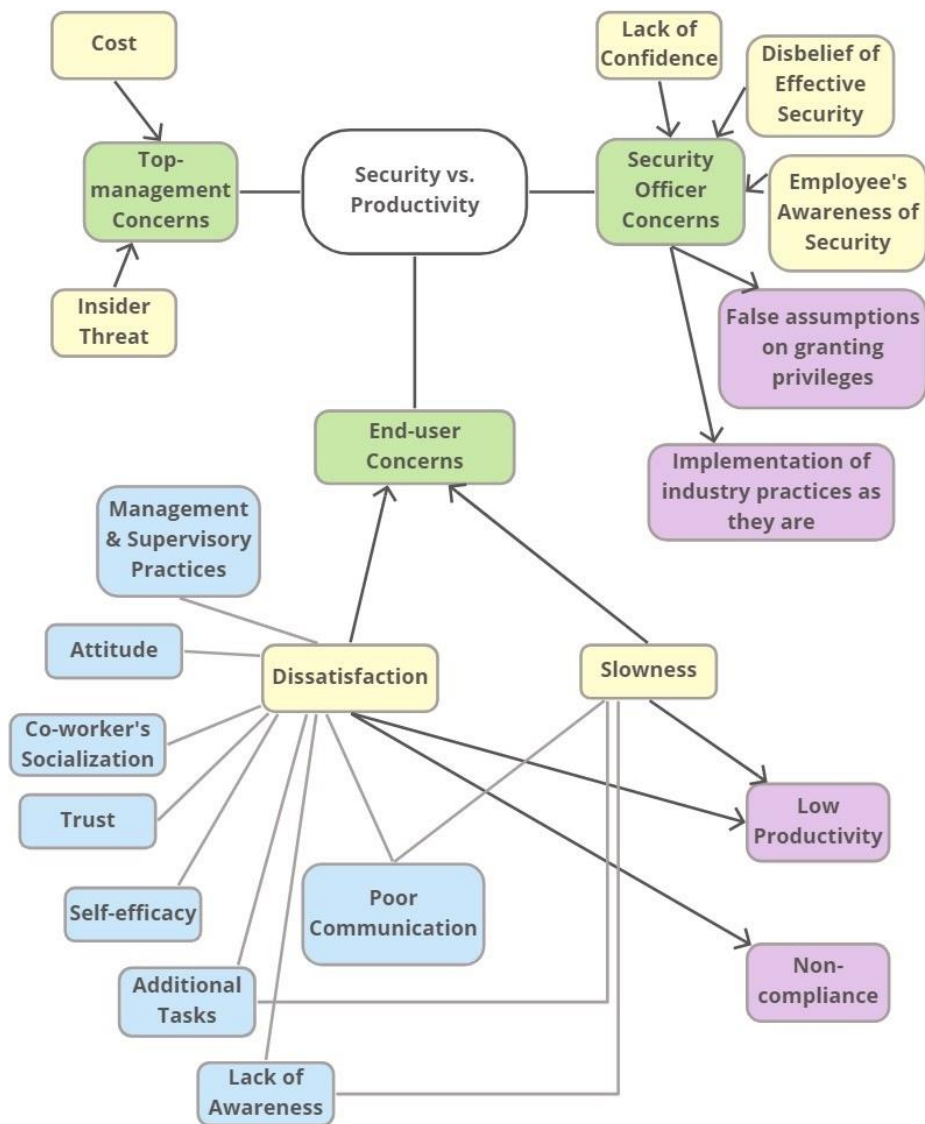 Cost
Lack of
Confidence
Disbelief of
Effective
Security
Top-
management
Concerns
Security vs.
Productivity
Security
Officer
Concerns
Employee's
Awareness of
Security
Insider
Threat
False assumptions
on granting
privileges
End-user
Concerns
Implementation of
industry practices as
they are
Management
& Supervisory
Practices
Attitude
Dissatisfaction
Slowness
Co-worker's
Socialization
Trust
Low
Productivity
Self-efficacy
Poor
Communication
Additional
Tasks
Non-
compliance
Lack of
Awareness